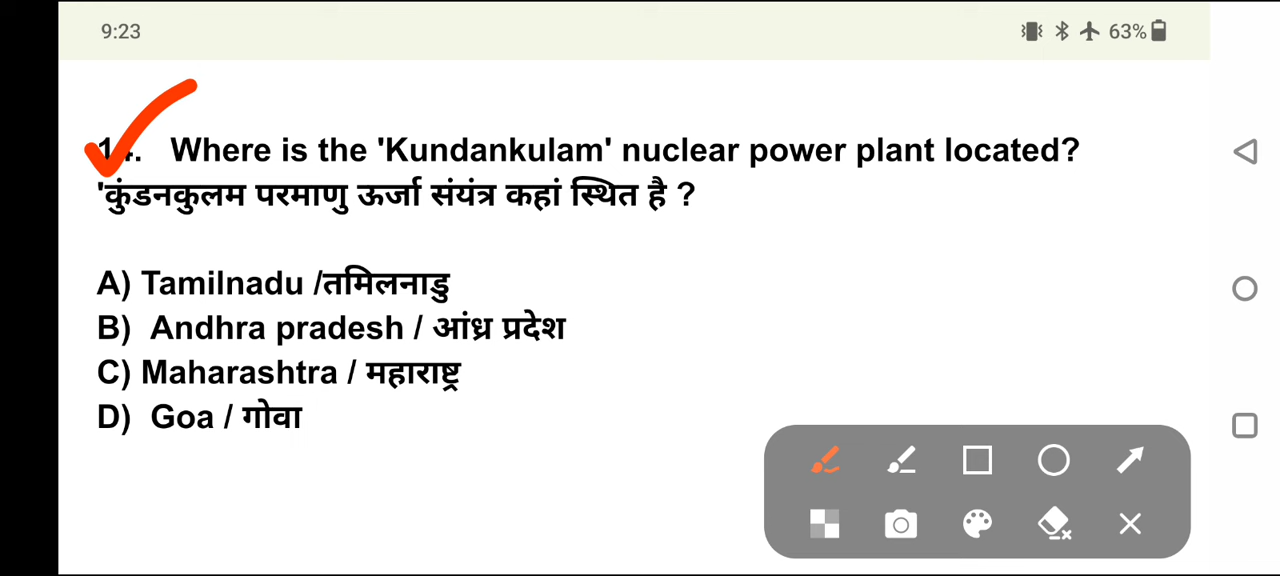 9:23
63%
14. Where is the 'Kundankulam' nuclear power plant located?
'कुंडनकुलम परमाणु ऊर्जा संयंत्र कहां स्थित है ?
A) Tamilnadu /तमिलनाडु
B) Andhra pradesh / आंध्र प्रदेश
C) Maharashtra / महाराष्ट्र
D) Goa / गोवा